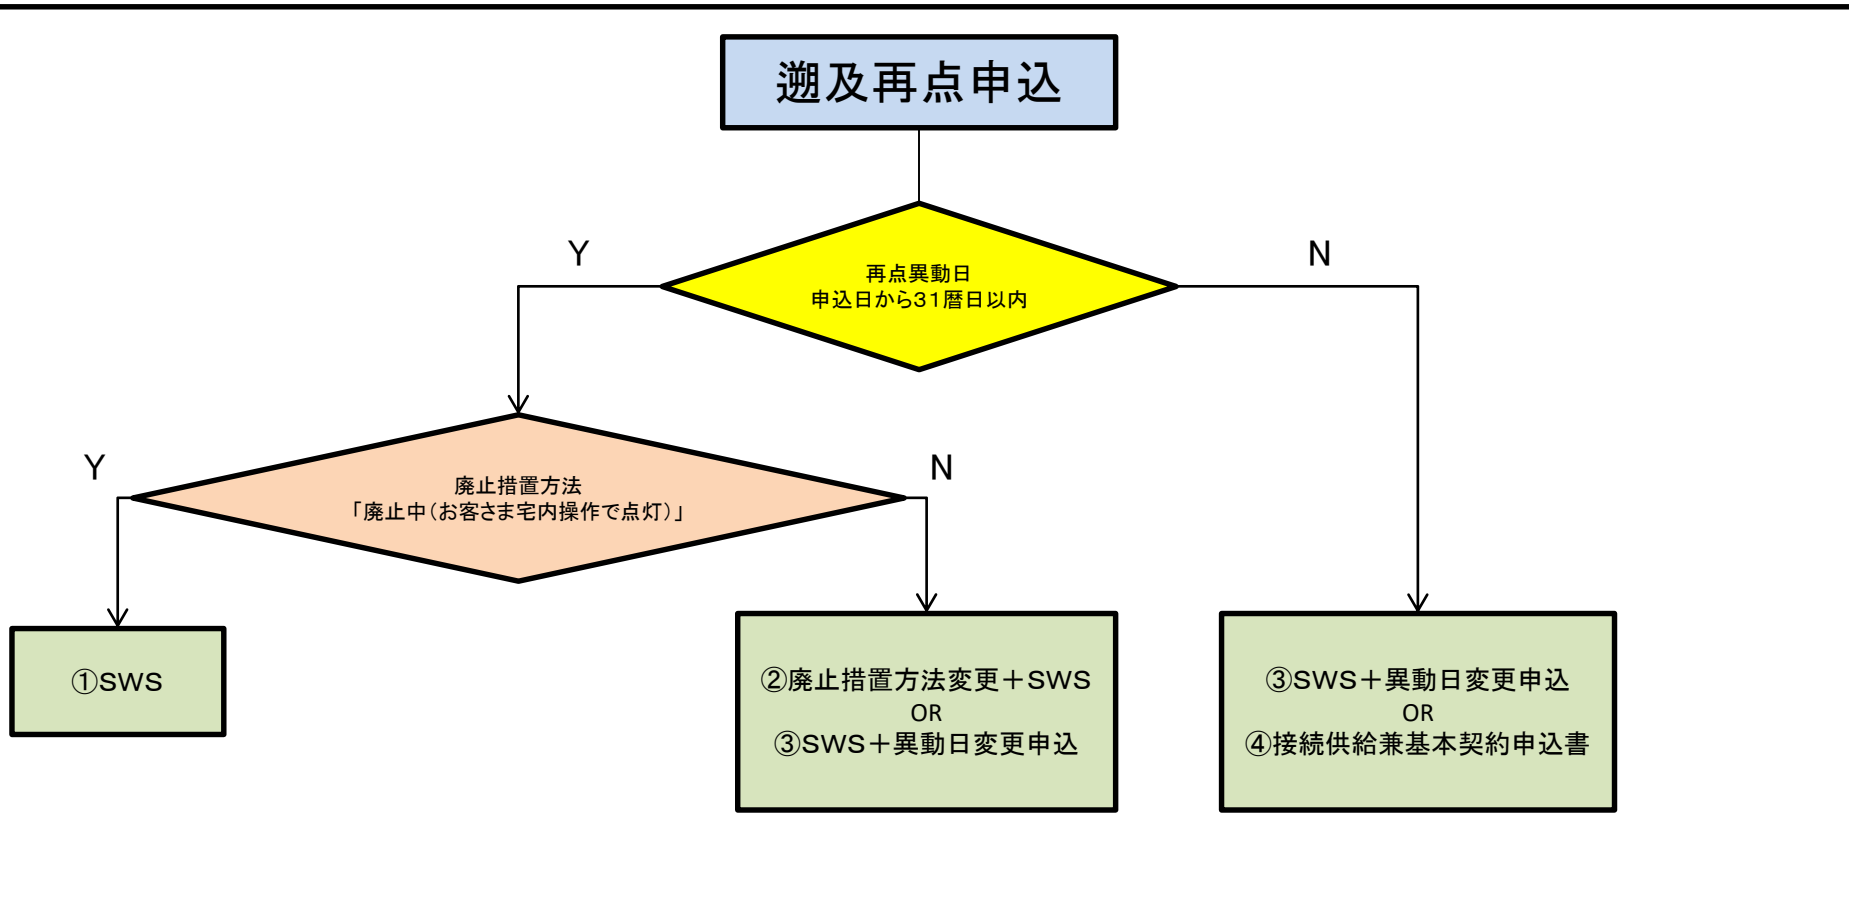 遡及再点申込
Y
N
再点異動日
申込日から31暦日以内
Y
N
廃止措置方法
「廃止中(お客さま宅内操作で点灯)」
①SWS
②廃止措置方法変更+SWS
OR
③SWS+異動日変更申込
③SWS+異動日変更申込
OR
④接続供給兼基本契約申込書